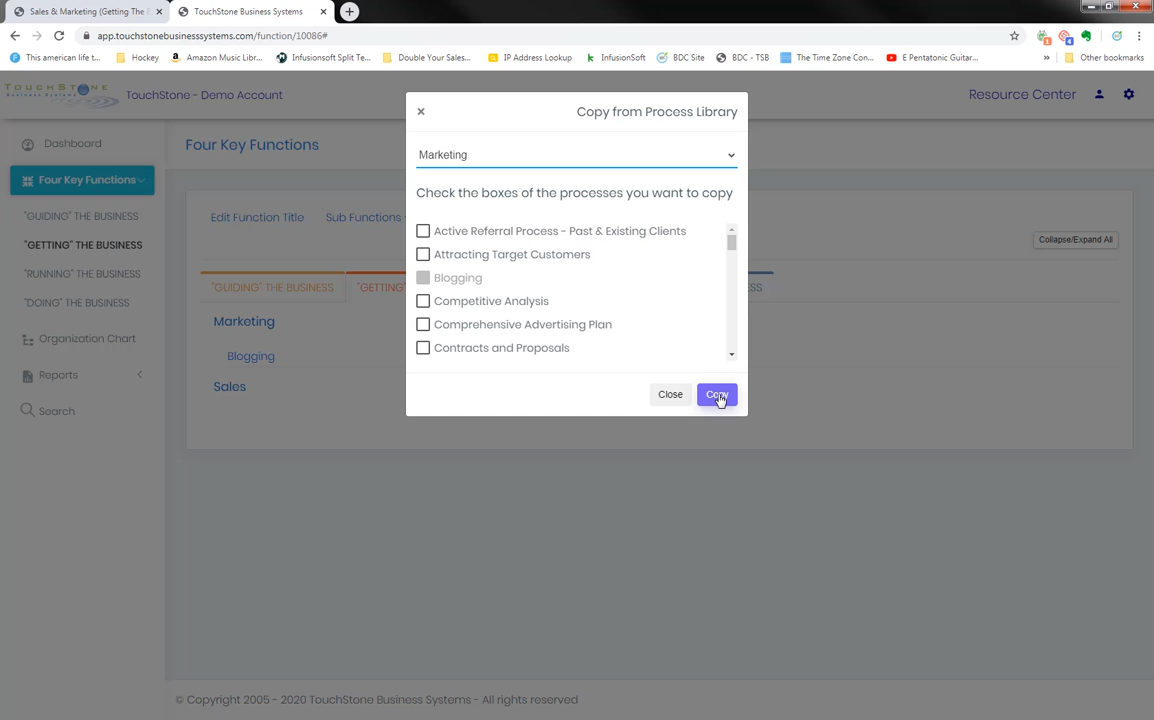 Sales & Marketing (Getting The
TouchStone Business Systems
app.touchstonebusinesssystems.com/function/10086#
This american life t...
Hockey
Amazon Music Libr...
Infusionsoft Split Te...
Double Your Sales...
IP Address Lookup
InfusionSoft
BDC Site
BDC - TSB
The Time Zone Con...
E Pentatonic Guitar...
»
Other bookmarks
TOUCHSTONE
Business Systems
TouchStone - Demo Account
Resource Center
× Copy from Process Library
Dashboard
Four Key Functions
Four Key Functions
Marketing
Check the boxes of the processes you want to copy
"GUIDING" THE BUSINESS
Edit Function Title
Sub Functions
Active Referral Process - Past & Existing Clients
"GETTING" THE BUSINESS
Collapse/Expand All
Attracting Target Customers
"RUNNING" THE BUSINESS
Blogging
"GUIDING" THE BUSINESS
"GETTING"
SS
"DOING" THE BUSINESS
Competitive Analysis
Marketing
Comprehensive Advertising Plan
Organization Chart
Contracts and Proposals
Blogging
Reports
Sales
Close
Copy
Search
© Copyright 2005 - 2020 TouchStone Business Systems - All rights reserved